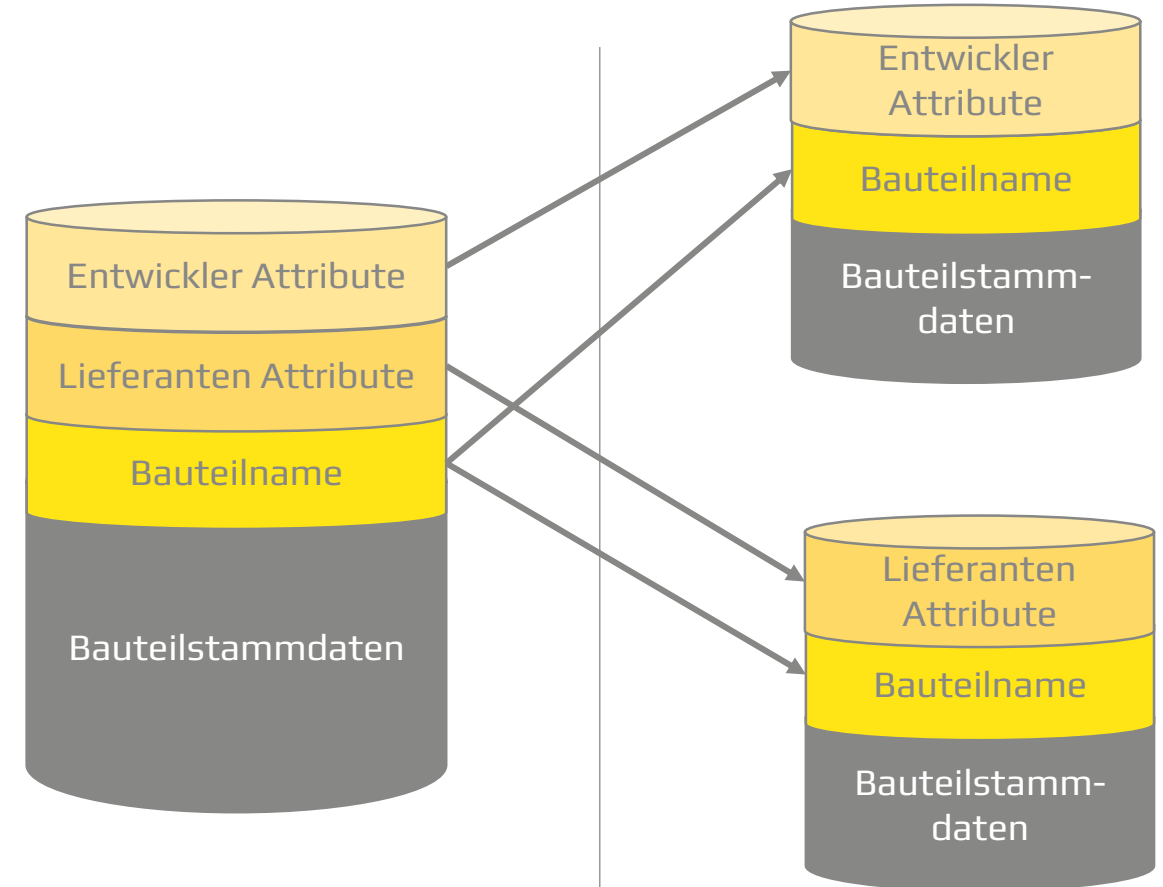 Entwickler Attribute
Lieferanten Attribute
Bauteilname
Bauteilstammdaten
Entwickler
Attribute
Bauteilname
Bauteilstamm-
daten
Lieferanten
Attribute
Bauteilname
Bauteilstamm-
daten